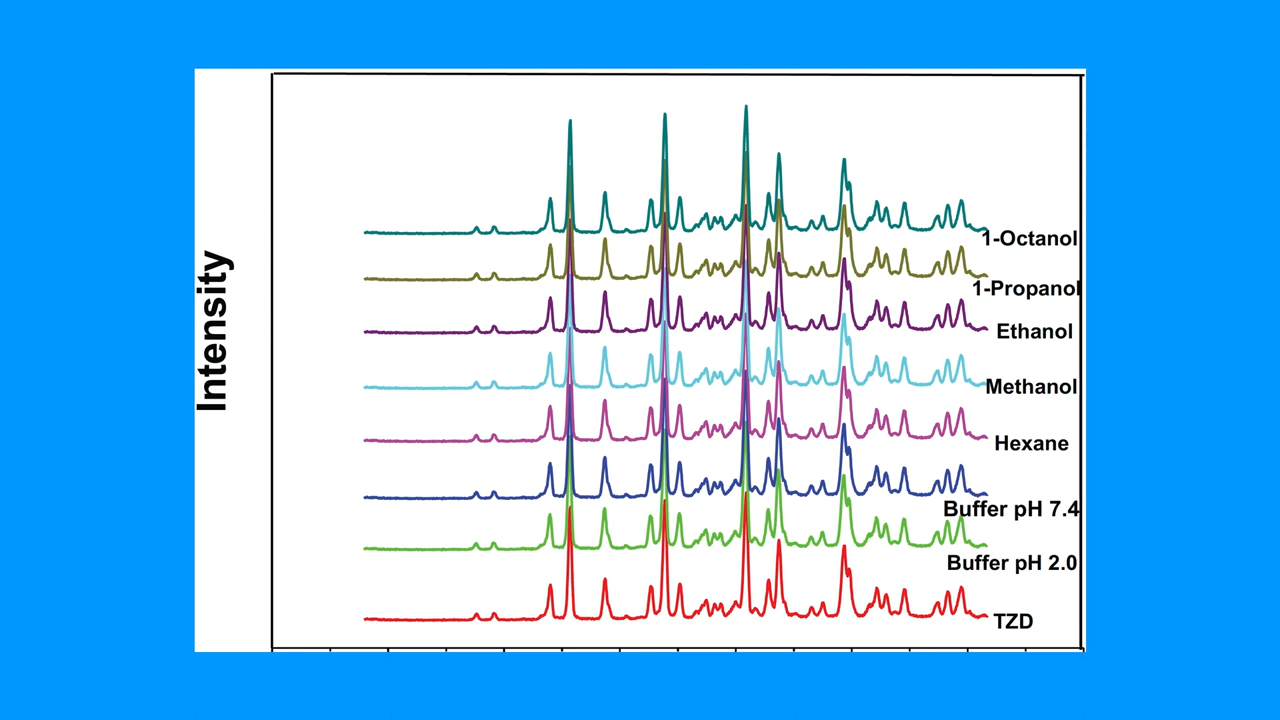 Intensity
1-Octanol
1-Propanol
Ethanol
Methanol
Hexane
Buffer pH 7.4
Buffer pH 2.0
TZD